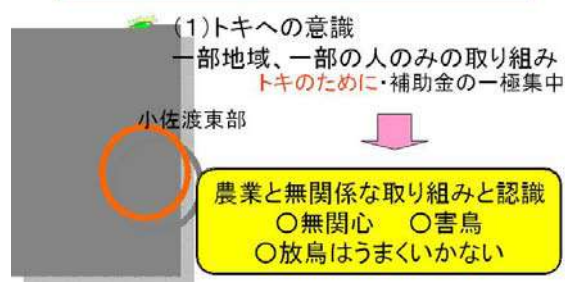 (1)トキへの意識
一部地域、一部の人のみの取り組み
トキのために・補助金の一極集中
小佐渡東部
農業と無関係な取り組みと認識
○無関心 ○害鳥
○放鳥はうまくいかない